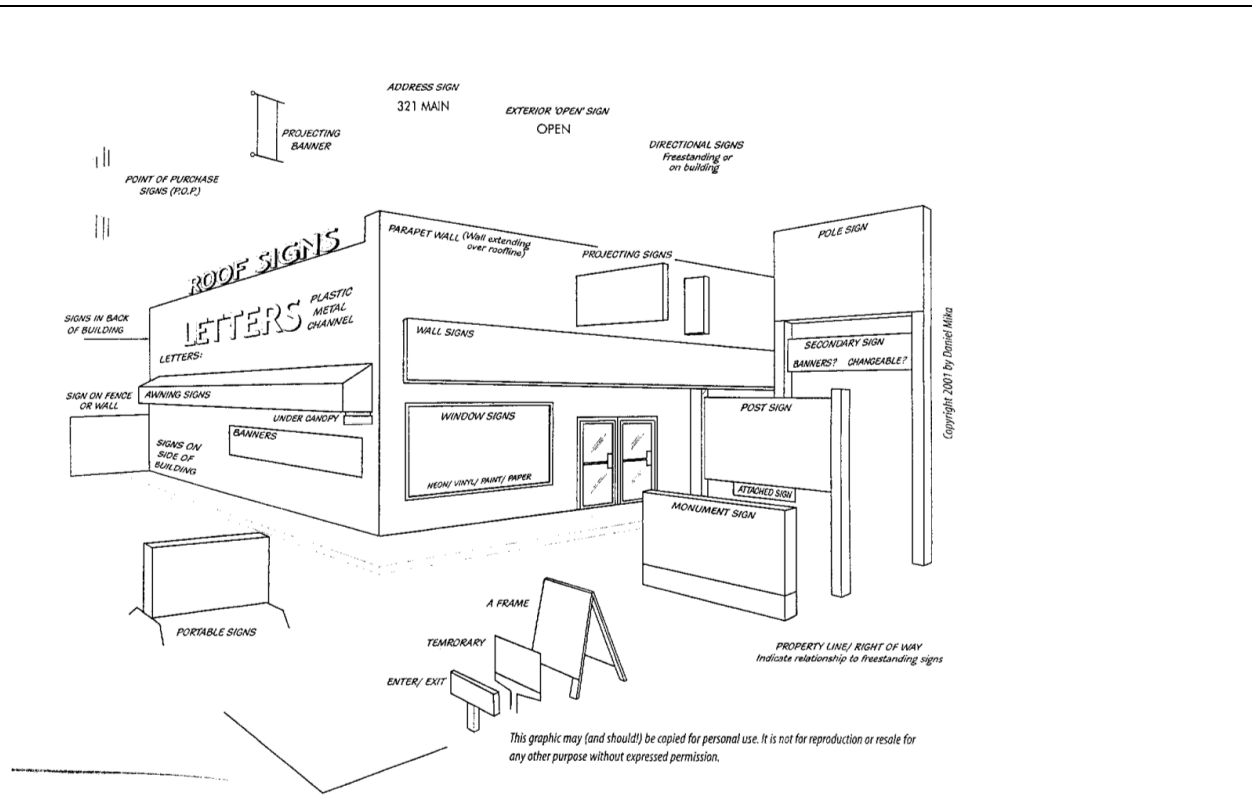 ADDRESS SIGN
321 MAIN
EXTERIOR 'OPEN' SIGN
OPEN
PROJECTING
BANNER
DIRECTIONAL SIGNS
Freestanding or
on building
POINT OF PURCHASE
SIGNS (P.O.P.)
POLE SIGN
PARAPET WALL (Wall extending
over roofline)
PROJECTING SIGNS
ROOF SIGNS
LETTERS
PLASTIC
METAL
CHANNEL
SIGNS IN BACK
OF BUILDING
WALL SIGNS
SECONDARY SIGN
BANNERS? CHANGEABLE?
LETTERS:
AWNING SIGNS
SIGN ON FENCE
OR WALL
UNDER CANOPY
WINDOW SIGNS
POST SIGN
BANNERS
SIGNS ON
SIDE OF
BUILDING
NEON/ VINYL/ PAINT/ PAPER
ATTACHED SIGN
MONUMENT SIGN
Copyright 2001 by Daniel Mika
A FRAME
PORTABLE SIGNS
TEMRORARY
PROPERTY LINE/ RIGHT OF WAY
Indicate relationship to freestanding signs
ENTER/ EXIT
This graphic may (and should!) be copied for personal use. It is not for reproduction or resale for
any other purpose without expressed permission.